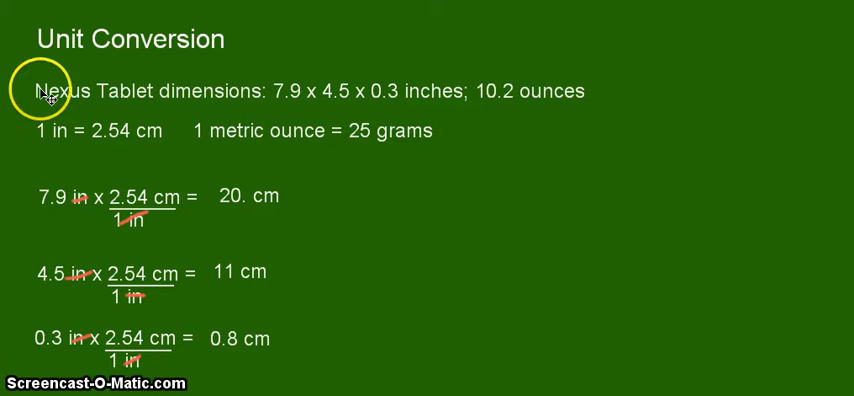 Unit Conversion
Nexus Tablet dimensions: 7.9 x 4.5 x 0.3 inches; 10.2 ounces
1 in = 2.54 cm 1 metric ounce = 25 grams
7.9 in x 2.54 cm = 20. cm
1 in
4.5 in x 2.54 cm = 11 cm
1 in
0.3 in x 2.54 cm = 0.8 cm
1 in
Screencast-O-Matic.com